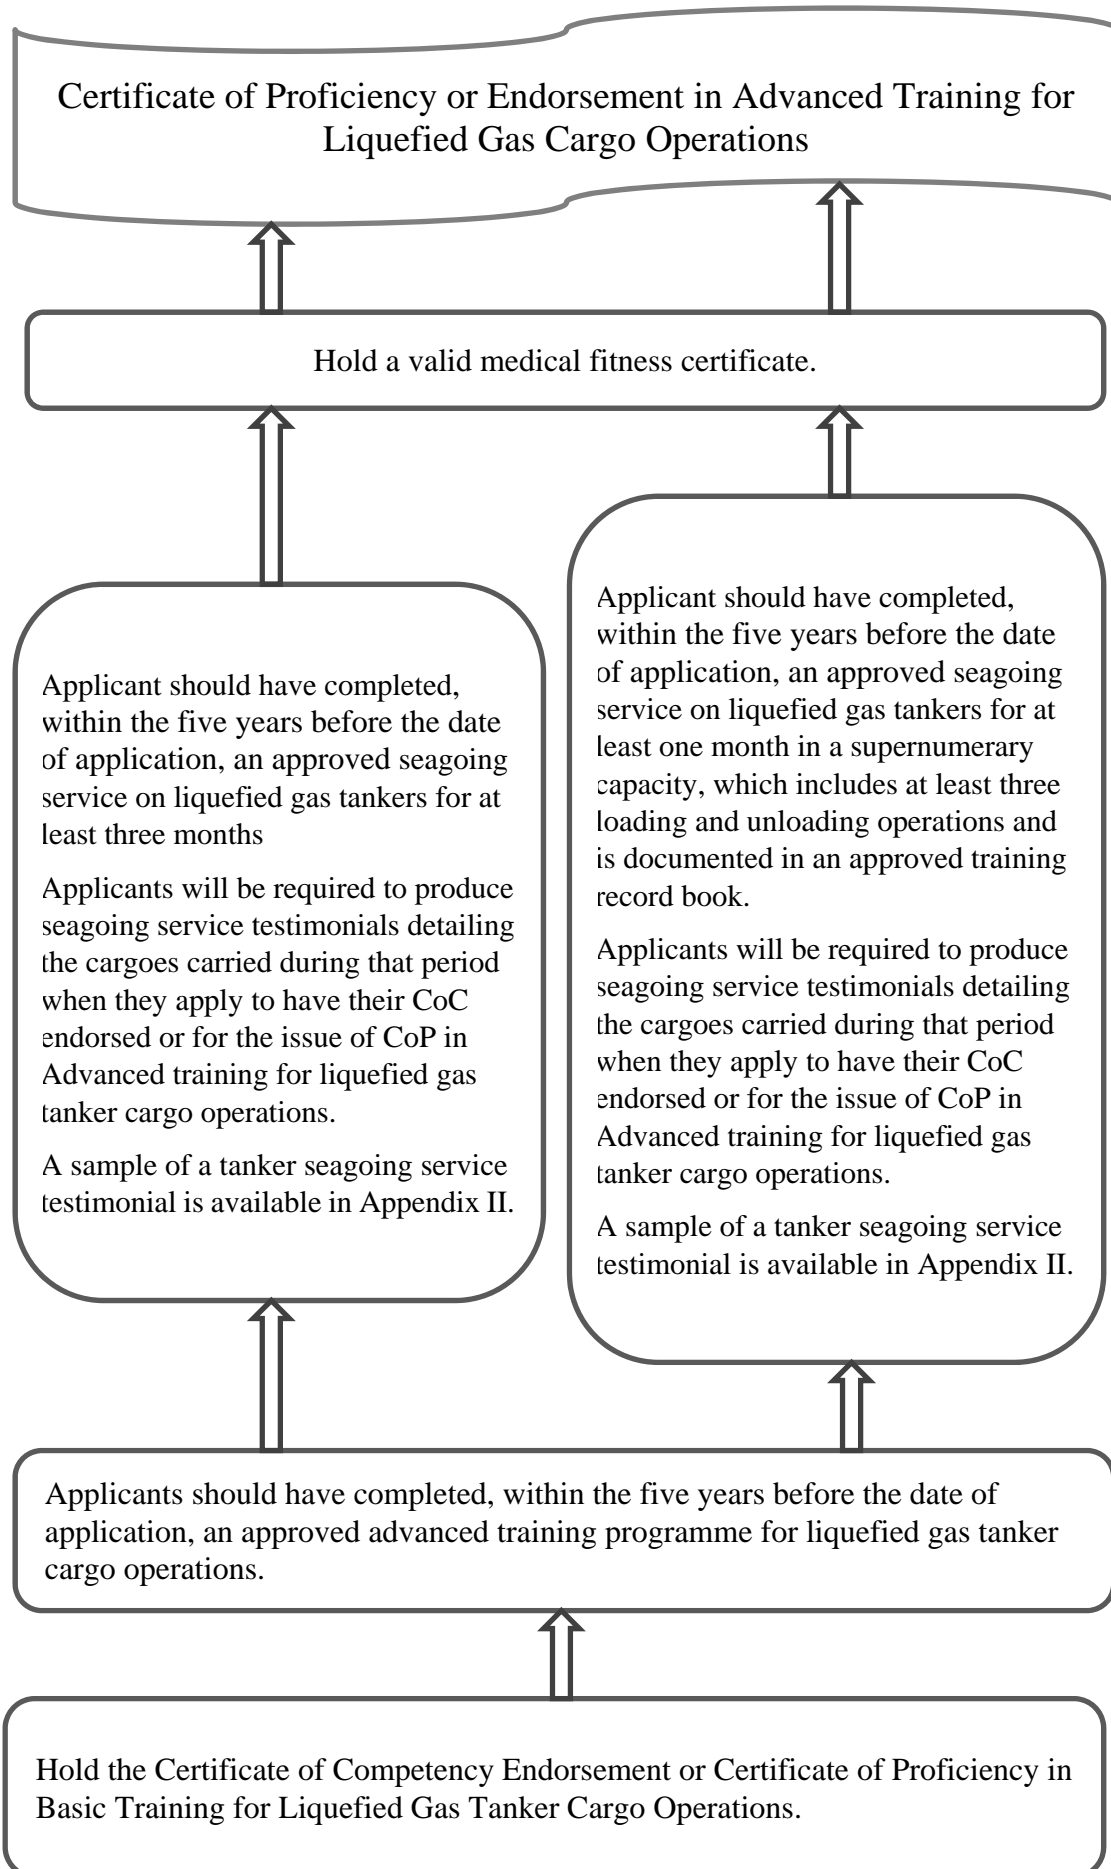 Certificate of Proficiency or Endorsement in Advanced Training for
Liquefied Gas Cargo Operations
Hold a valid medical fitness certificate.
Applicant should have completed,
within the five years before the date
of application, an approved seagoing
service on liquefied gas tankers for at
least three months
Applicants will be required to produce
seagoing service testimonials detailing
the cargoes carried during that period
when they apply to have their CoC
endorsed or for the issue of CoP in
Advanced training for liquefied gas
tanker cargo operations.
A sample of a tanker seagoing service
testimonial is available in Appendix II.
Applicant should have completed,
within the five years before the date
of application, an approved seagoing
service on liquefied gas tankers for at
least one month in a supernumerary
capacity, which includes at least three
loading and unloading operations and
is documented in an approved training
record book.
Applicants will be required to produce
seagoing service testimonials detailing
the cargoes carried during that period
when they apply to have their CoC
endorsed or for the issue of CoP in
Advanced training for liquefied gas
tanker cargo operations.
A sample of a tanker seagoing service
testimonial is available in Appendix II.
Applicants should have completed, within the five years before the date of
application, an approved advanced training programme for liquefied gas tanker
cargo operations.
Hold the Certificate of Competency Endorsement or Certificate of Proficiency in
Basic Training for Liquefied Gas Tanker Cargo Operations.